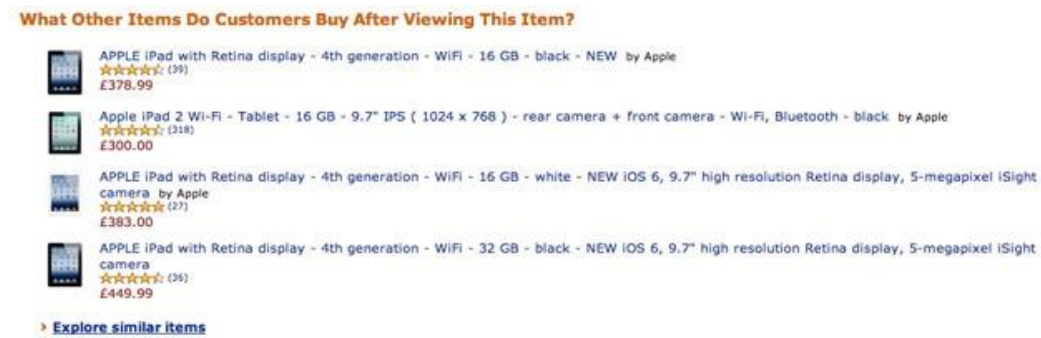 What Other Items Do Customers Buy After Viewing This Item?
APPLE iPad with Retina display - 4th generation - WiFi - 16 GB - black - NEW by Apple
(39)
£378.99
Apple iPad 2 Wi-Fi - Tablet - 16 GB - 9.7" IPS ( 1024 x 768 ) - rear camera + front camera - Wi-Fi, Bluetooth - black by Apple
(318)
£300.00
APPLE iPad with Retina display - 4th generation - WiFi - 16 GB - white - NEW iOS 6, 9.7" high resolution Retina display, 5-megapixel iSight
camera by Apple
(27)
£383.00
APPLE iPad with Retina display - 4th generation - WiFi - 32 GB - black - NEW iOS 6, 9.7" high resolution Retina display, 5-megapixel iSight
camera
(36)
£449.99
› Explore similar items